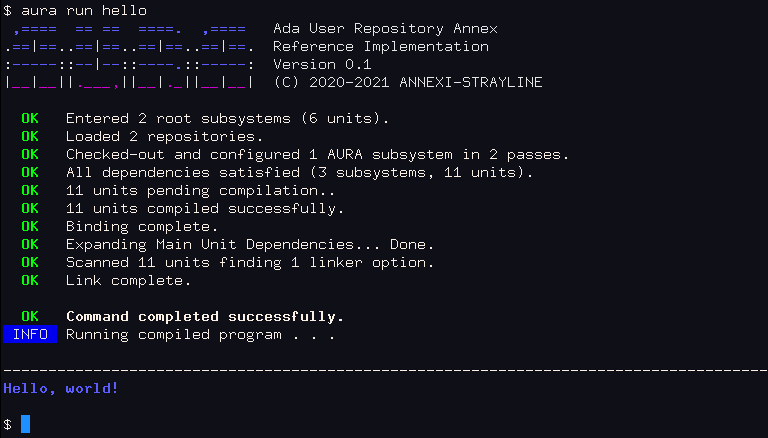 $ aura run hello
 ,====  == ==  ====.  ,====   Ada User Repository Annex
.==|==..==|==..==|==..==|==.  Reference Implementation
:-----::--|--::----.::-----:  Version 0.1
|__|__||.___,||__|._||__|__|  (C) 2020-2021 ANNEXI-STRAYLINE
OK   Entered 2 root subsystems (6 units).
OK   Loaded 2 repositories.
OK   Checked-out and configured 1 AURA subsystem in 2 passes.
OK   All dependencies satisfied (3 subsystems, 11 units).
OK   11 units pending compilation..
OK   11 units compiled successfully.
OK   Binding complete.
OK   Expanding Main Unit Dependencies... Done.
OK   Scanned 11 units finding 1 linker option.
OK   Link complete.
OK   Command completed successfully.
INFO  Running compiled program . . .
-------------------------------------------------------------------------------------
Hello, world!
$